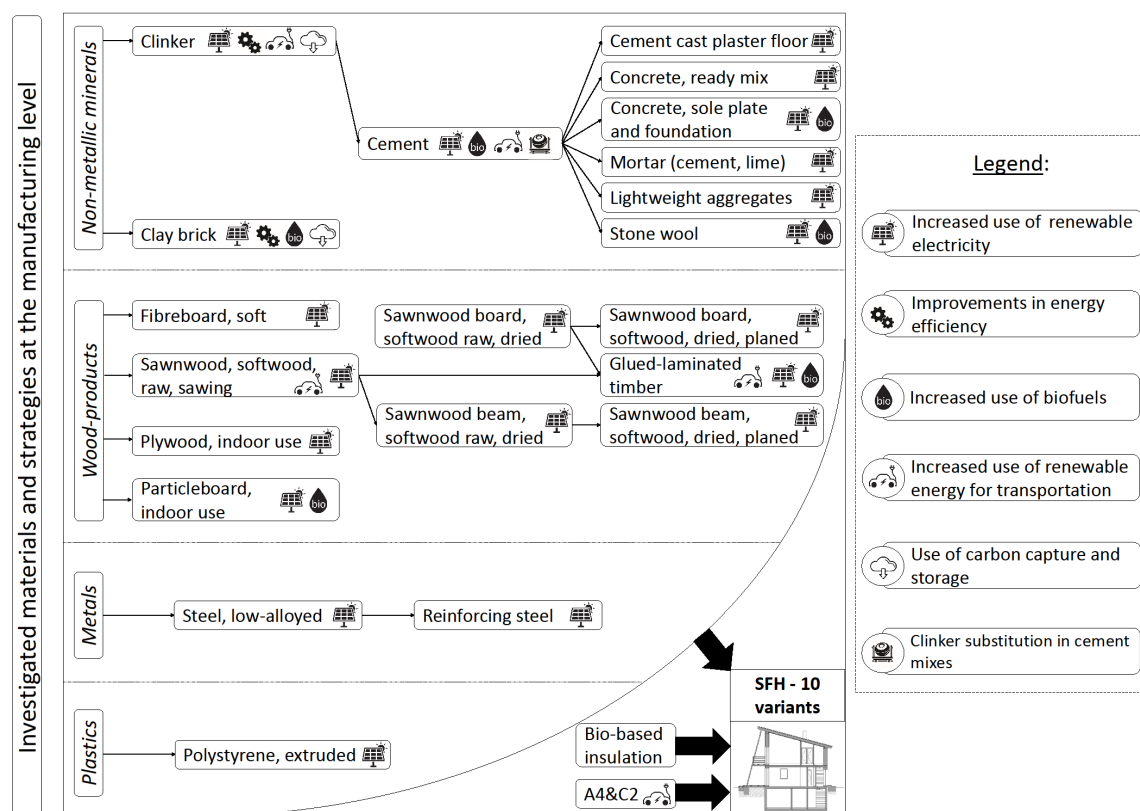 Investigated materials and strategies at the manufacturing level
Non-metallic minerals
Clinker
Cement
Clay brick
Cement cast plaster floor
Concrete, ready mix
Concrete, sole plate
and foundation
bio
Mortar (cement, lime)
Lightweight aggregates
Stone wool
bio
bio
bio
Wood-products
Fibreboard, soft
Sawnwood, softwood,
raw, sawing
Plywood, indoor use
Particleboard,
indoor use
bio
Sawnwood board,
softwood raw, dried
Sawnwood beam,
softwood raw, dried
Sawnwood board,
softwood, dried, planed
Glued-laminated
timber
bio
Sawnwood beam,
softwood, dried, planed
Metals
Steel, low-alloyed
Reinforcing steel
Plastics
Polystyrene, extruded
Bio-based
insulation
A4&C2
SFH - 10
variants
Legend:
Increased use of renewable
electricity
Improvements in energy
efficiency
bio
Increased use of biofuels
Increased use of renewable
energy for transportation
Use of carbon capture and
storage
Clinker substitution in cement
mixes